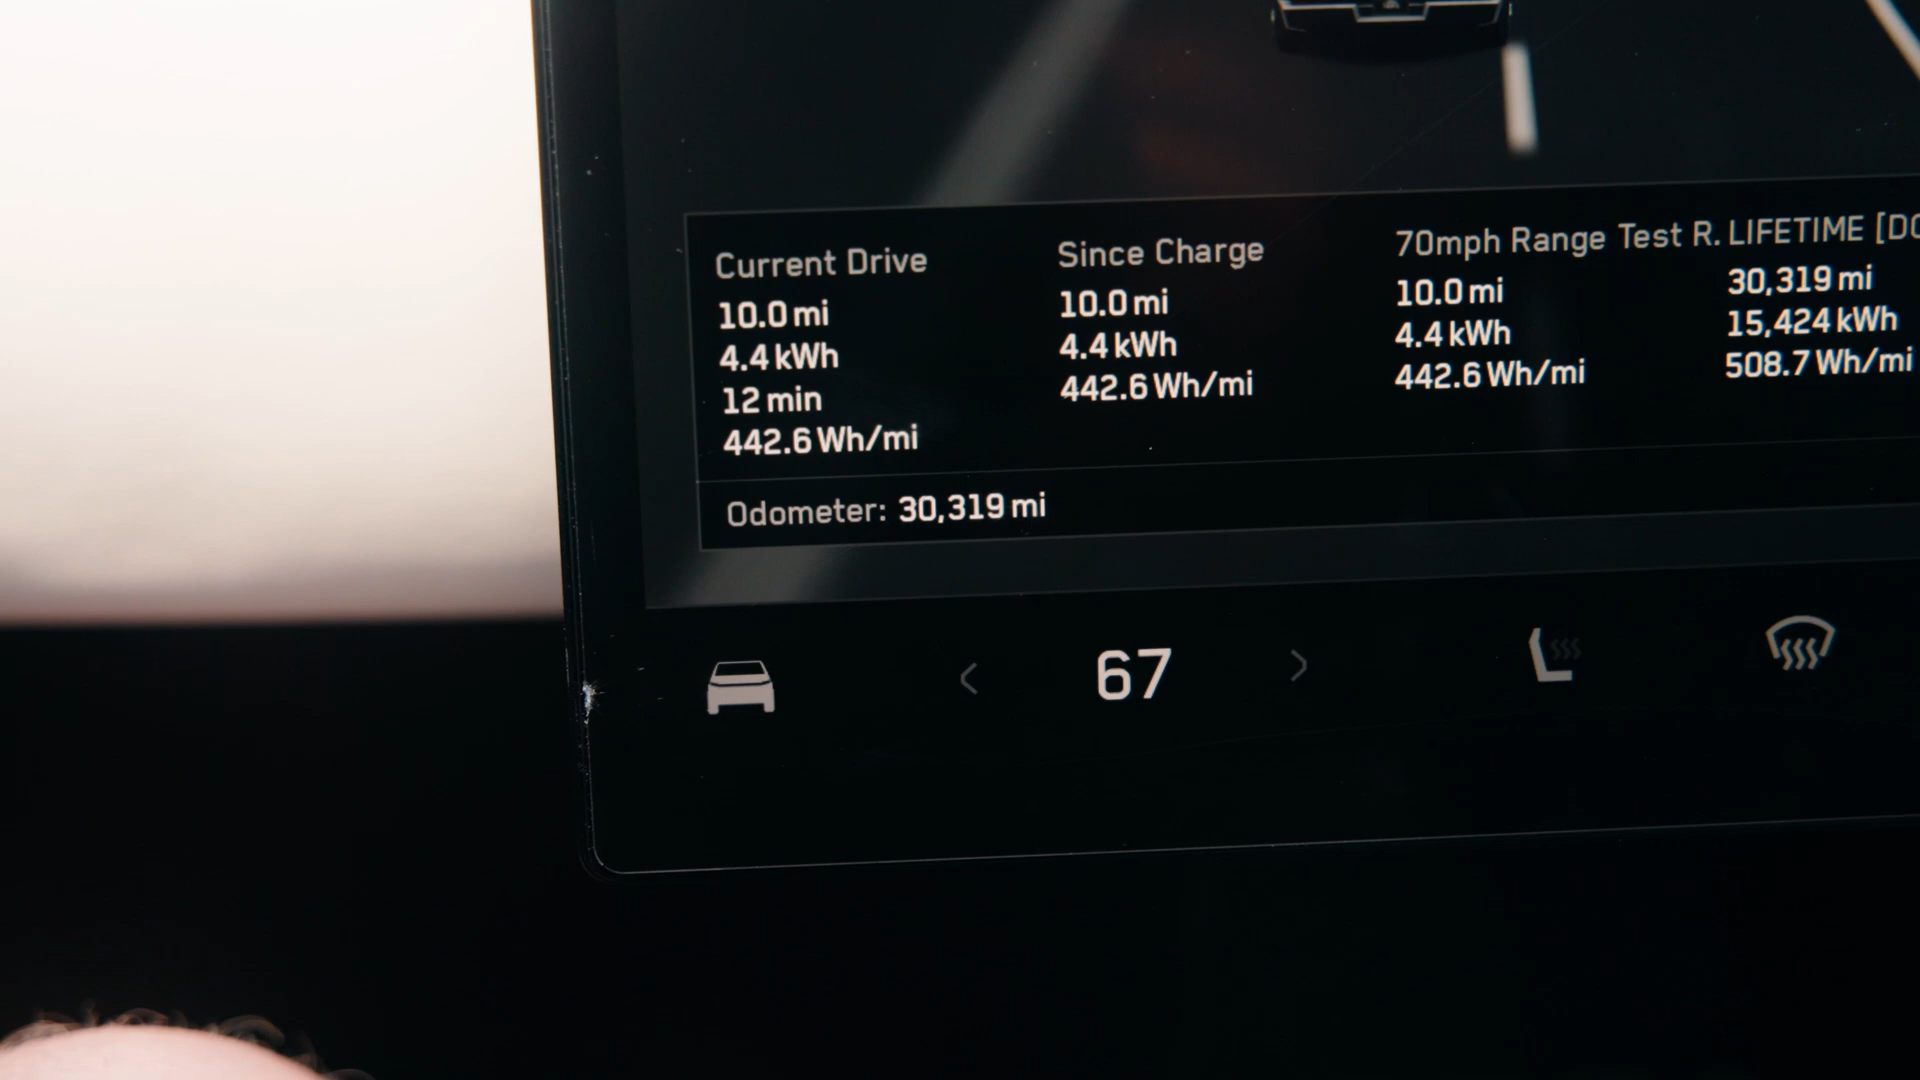 Current Drive
10.0 mi
4.4 kWh
12 min
442.6 Wh/mi
Since Charge
10.0 mi
4.4 kWh
442.6 Wh/mi
70mph Range Test R.
10.0 mi
4.4 kWh
442.6 Wh/mi
LIFETIME [DO
30,319 mi
15,424 kWh
508.7 Wh/mi
Odometer: 30,319 mi
< 67 >